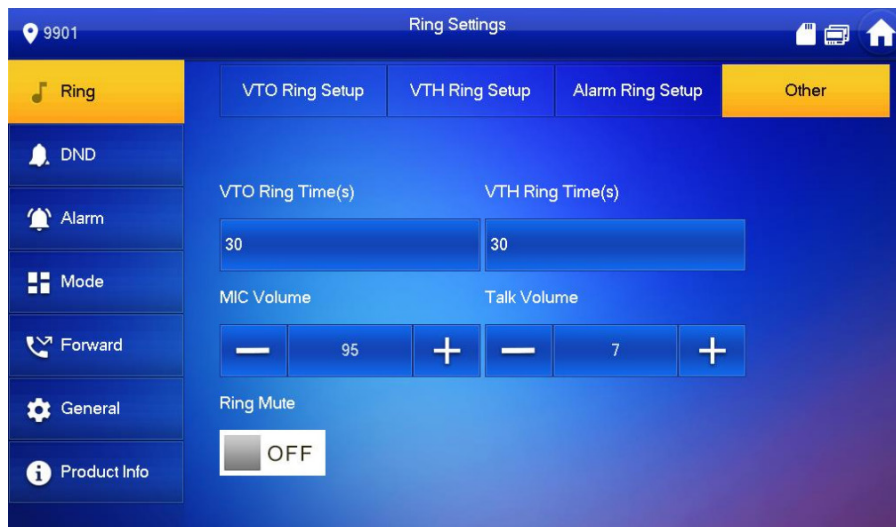 9901
Ring Settings
Ring
VTO Ring Setup
VTH Ring Setup
Alarm Ring Setup
Other
DND
Alarm
Mode
Forward
General
Product Info
VTO Ring Time(s)
VTH Ring Time(s)
30
30
MIC Volume
Talk Volume
95
7
Ring Mute
OFF